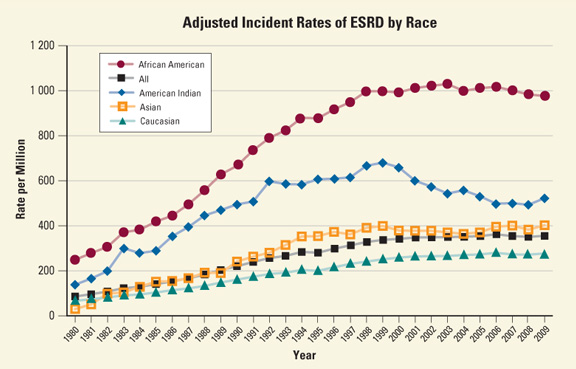 Adjusted Incident Rates of ESRD by Race
1 200
1 000
800
600
400
200
0
Rate per Million
African American
All
American Indian
Asian
Caucasian
1980 1981 1982 1983 1984 1985 1986 1987 1988 1989 1990 1991 1992 1993 1994 1995 1996 1997 1998 1999 2000 2001 2002 2003 2004 2005 2006 2007 2008 2009
Year